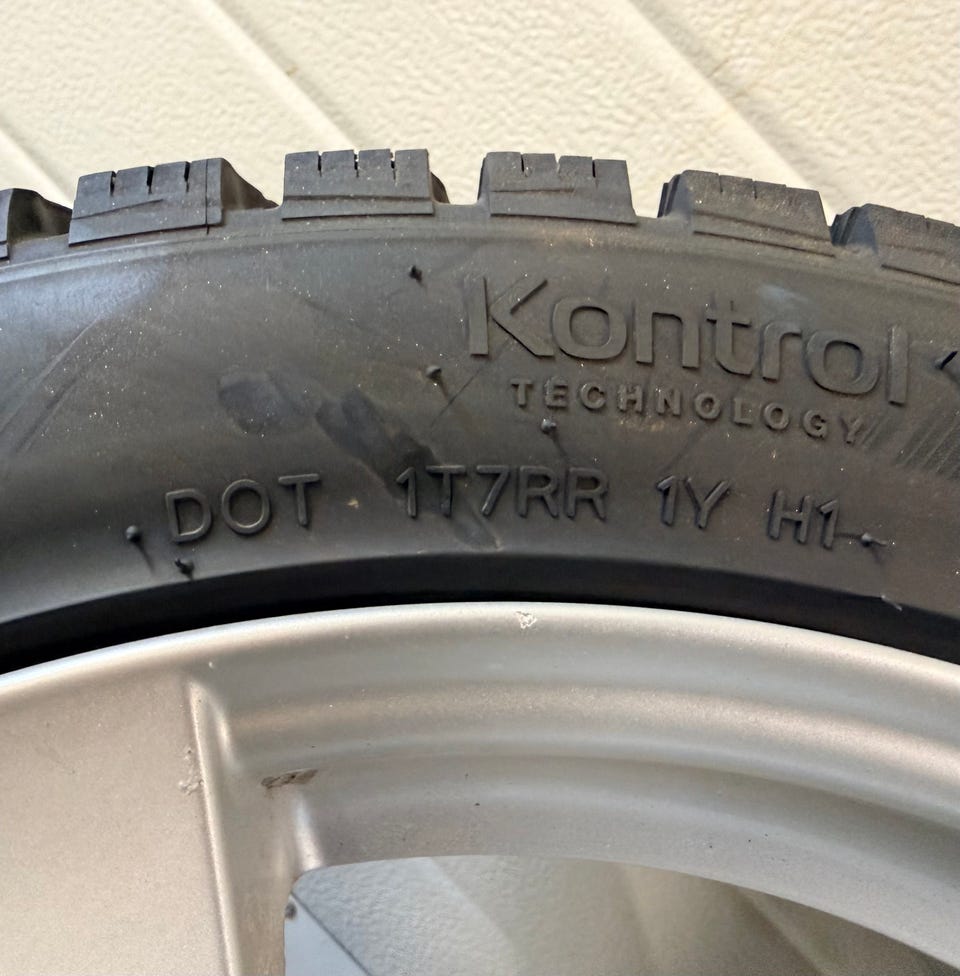 Kontrol
TECHNOLOGY
DOT 1T7RR 1Y H1